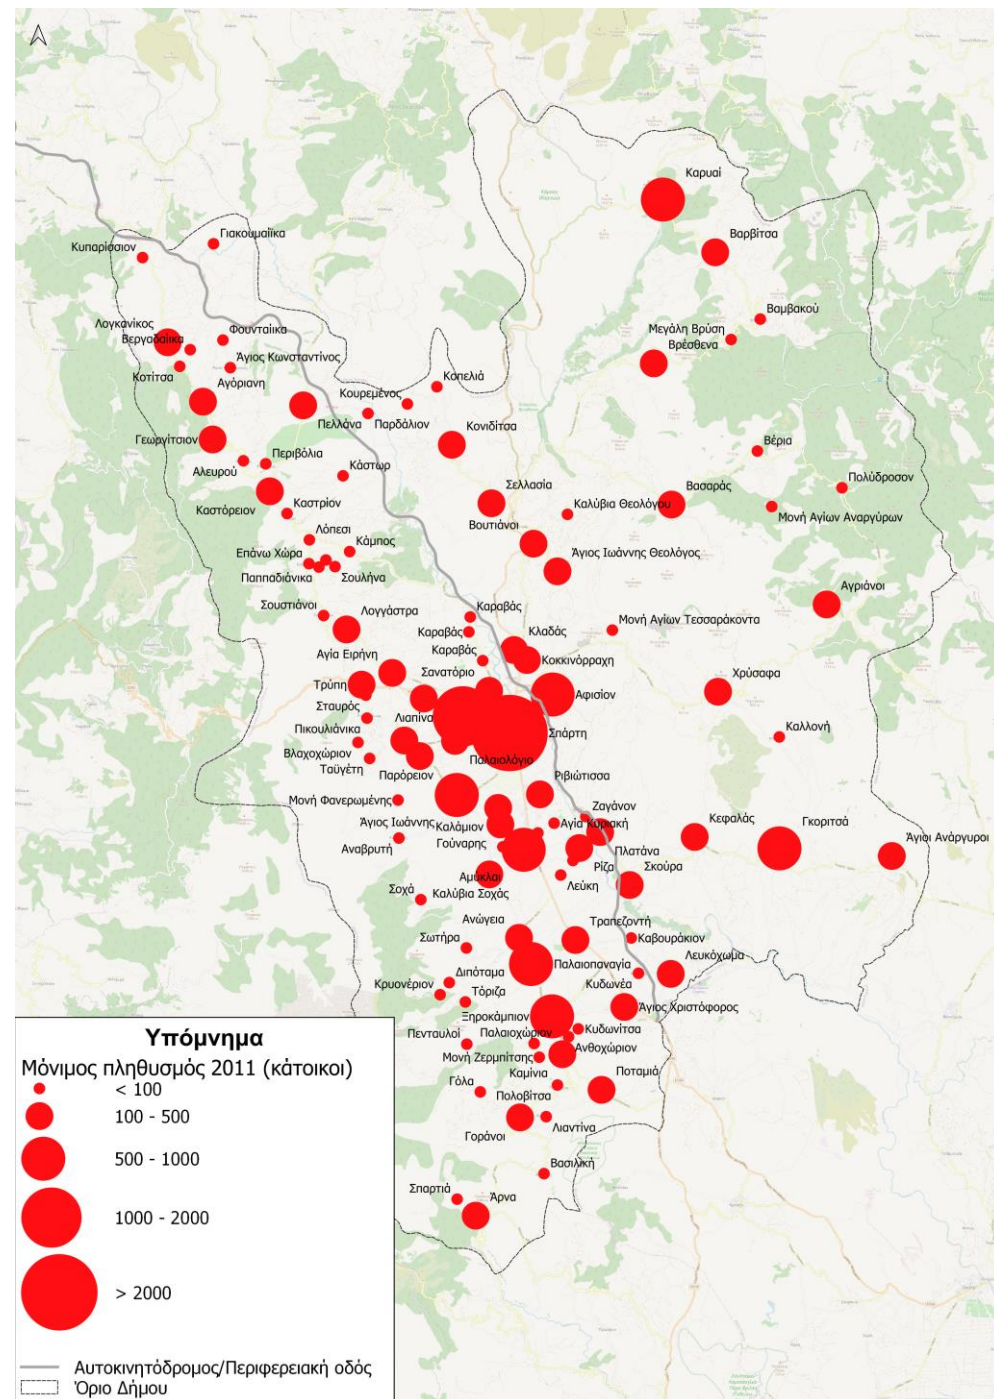 Καρυαί
Βαρβίτσα
Γιακουμαίικα
Κυπαρίσσιον
Βαμβακού
Μεγάλη Βρύση
Βρέσθενα
Λογκανίκος
Φουνταίικα
Βεργαδαίικα
Άγιος Κωνσταντίνος
Κοτίτσα
Αγόριανη
Κοπελιά
Κουρεμένος
Πελλάνα
Παρδάλιον
Κονιδίτσα
Γεωργίτσιον
Βέρια
Περιβόλια
Αλευρού
Κάστωρ
Πολύδροσον
Σελλασία
Βασαράς
Καστόρειον
Καστρίον
Καλύβια Θεολόγου
Μονή Αγίων Αναργύρων
Βουτιάνοι
Λόπεσι
Κάμπος
Επάνω Χώρα
Άγιος Ιωάννης Θεολόγος
Παππαδιάνικα
Σουλήνα
Αγριάνοι
Σουστιάνοι
Λογγάστρα
Καραβάς
Καραβάς
Μονή Αγίων Τεσσαράκοντα
Κλαδάς
Αγία Ειρήνη
Καραβάς
Κοκκινόρραχη
Σανατόριο
Τρύπη
Χρύσαφα
Αφισίον
Σταυρός
Λιαπίνα
Πικουλιάνικα
Σπάρτη
Καλλονή
Βλαχοχώριον
Ταϋγέτη
Παλαιολόγιο
Παρόρειον
Ριβιώτισσα
Μονή Φανερωμένης
Ζαγάνον
Άγιος Ιωάννης
Καλάμιον
Αγία Κυριακή
Κεφαλάς
Γκοριτσά
Άγιοι Ανάργυροι
Αναβρυτή
Γούναρης
Πλατάνα
Αμύκλαι
Ρίζα
Σκούρα
Σοχά
Καλύβια Σοχάς
Λεύκη
Ανώγεια
Τραπεζοντή
Σωτήρα
Καβουράκιον
Λευκόχωμα
Διπόταμα
Παλαιοπαναγία
Κρυονέριον
Τόριζα
Κυδωνέα
Ξηροκάμπιον
Άγιος Χριστόφορος
Πενταυλοί
Παλαιοχώριον
Κυδωνίτσα
Μονή Ζερμπίτσης
Ανθοχώριον
Γόλα
Καμίνια
Ποταμιά
Πολοβίτσα
Γοράνοι
Λιαντίνα
Βασιλική
Σπαρτιά
Άρνα
Υπόμνημα
Μόνιμος πληθυσμός 2011 (κάτοικοι)
< 100
100 - 500
500 - 1000
1000 - 2000
> 2000
Αυτοκινητόδρομος/Περιφερειακή οδός
Όριο Δήμου